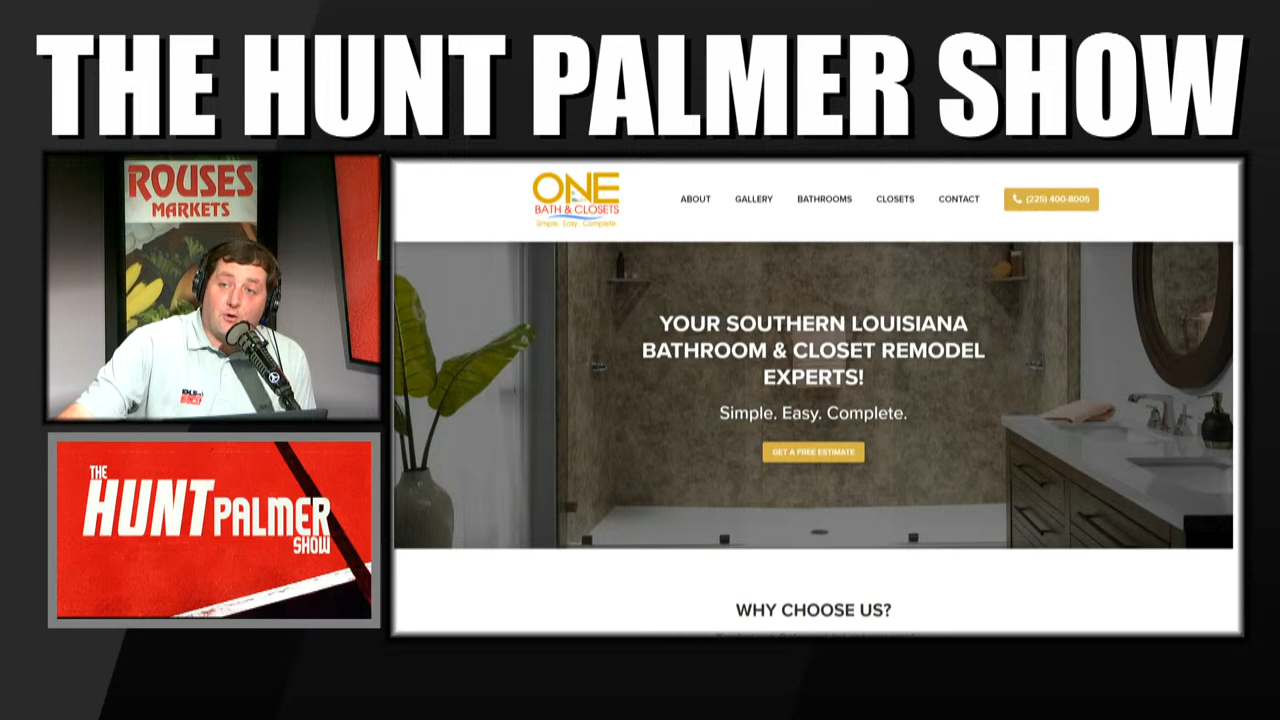 THE HUNT PALMER SHOW
ROUSES
MARKETS
ONE
BATH & CLOSETS
Simple. Easy. Complete.
ABOUT
GALLERY
BATHROOMS
CLOSETS
CONTACT
(225) 400-8005
YOUR SOUTHERN LOUISIANA
BATHROOM & CLOSET REMODEL
EXPERTS!
Simple. Easy. Complete.
GET A FREE ESTIMATE
WHY CHOOSE US?
THE
HUNT PALMER
SHOW